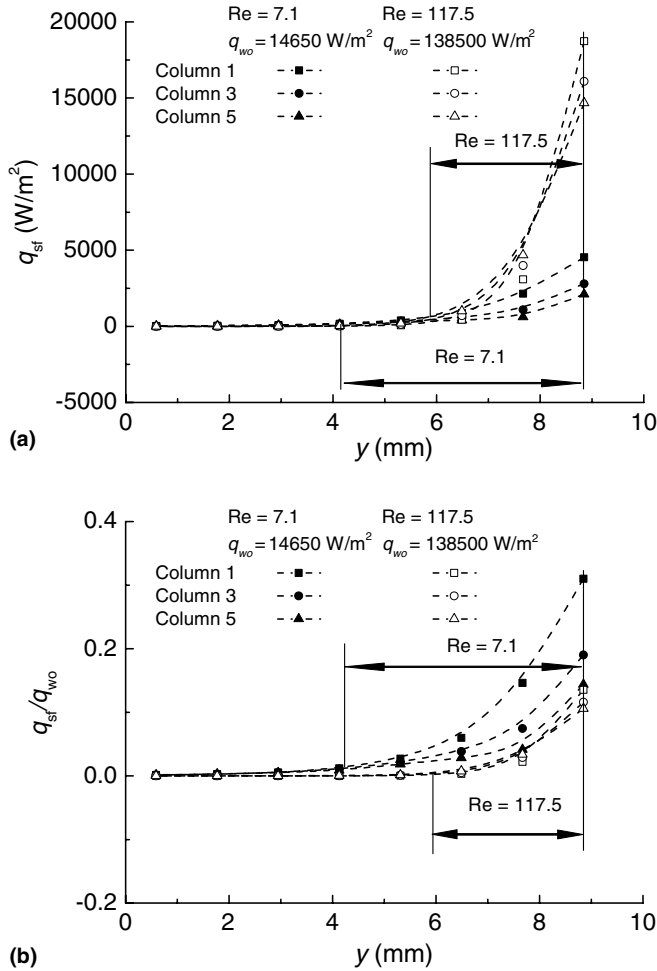 Re = 7.1 Re = 117.5
q_wo = 14650 W/m² q_wo = 138500 W/m²
Column 1
Column 3
Column 5
20000
15000
10000
5000
0
-5000
q_sf (W/m²)
Re = 117.5
Re = 7.1
0 2 4 6 8 10
y (mm)
(a)
Re = 7.1 Re = 117.5
q_wo = 14650 W/m² q_wo = 138500 W/m²
Column 1
Column 3
Column 5
0.4
0.2
0.0
-0.2
q_sf/q_wo
Re = 7.1
Re = 117.5
0 2 4 6 8 10
y (mm)
(b)